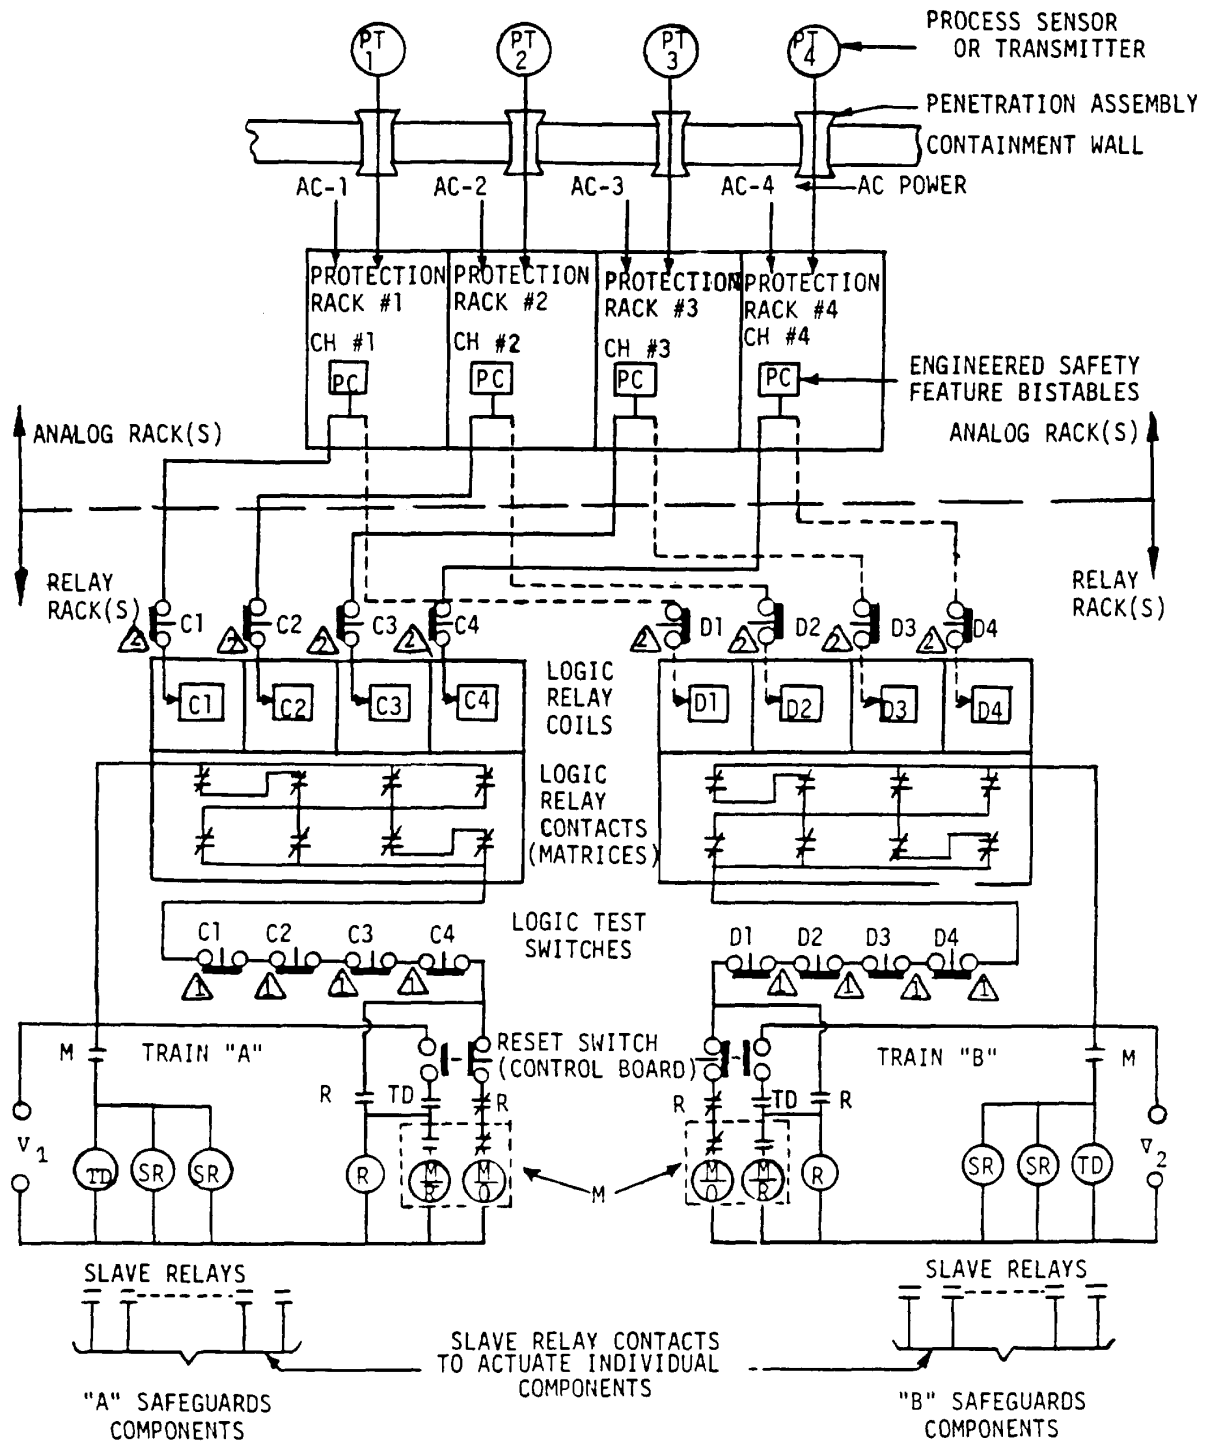 PT 1
PT 2
PT 3
PT 4
PROCESS SENSOR
OR TRANSMITTER
PENETRATION ASSEMBLY
CONTAINMENT WALL
AC-1
AC-2
AC-3
AC-4
AC POWER
PROTECTION
RACK #1
CH #1
PC
PROTECTION
RACK #2
CH #2
PC
PROTECTION
RACK #3
CH #3
PC
PROTECTION
RACK #4
CH #4
PC
ENGINEERED SAFETY
FEATURE BISTABLES
ANALOG RACK(S)
ANALOG RACK(S)
RELAY
RACK(S)
RELAY
RACK(S)
2 C1
2 C2
2 C3
2 C4
2 D1
2 D2
2 D3
2 D4
C1
C2
C3
C4
LOGIC
RELAY
COILS
D1
D2
D3
D4
LOGIC
RELAY
CONTACTS
(MATRICES)
C1
C2
C3
C4
1
1
1
1
LOGIC TEST
SWITCHES
D1
D2
D3
D4
1
1
1
1
M
TRAIN "A"
RESET SWITCH
(CONTROL BOARD)
TRAIN "B"
M
R
TD
R
R
TD
R
V1
TD
SR
SR
R
M
R
M
O
M
M
O
M
R
R
SR
SR
TD
V2
SLAVE RELAYS
SLAVE RELAYS
SLAVE RELAY CONTACTS
TO ACTUATE INDIVIDUAL
COMPONENTS
"A" SAFEGUARDS
COMPONENTS
"B" SAFEGUARDS
COMPONENTS